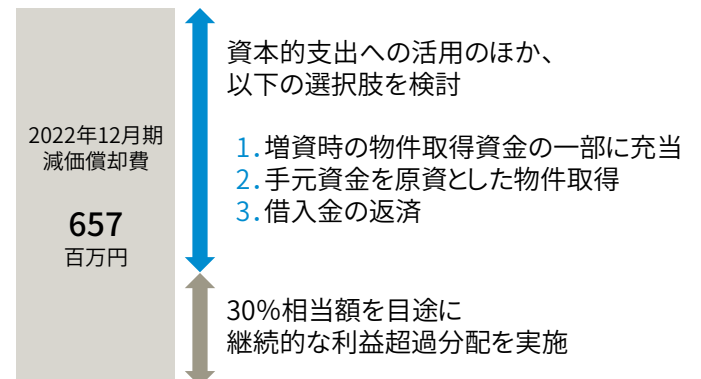 2022年12月期
減価償却費
657
百万円
資本的支出への活用のほか、
以下の選択肢を検討
1.増資時の物件取得資金の一部に充当
2.手元資金を原資とした物件取得
3.借入金の返済
30%相当額を目途に
継続的な利益超過分配を実施